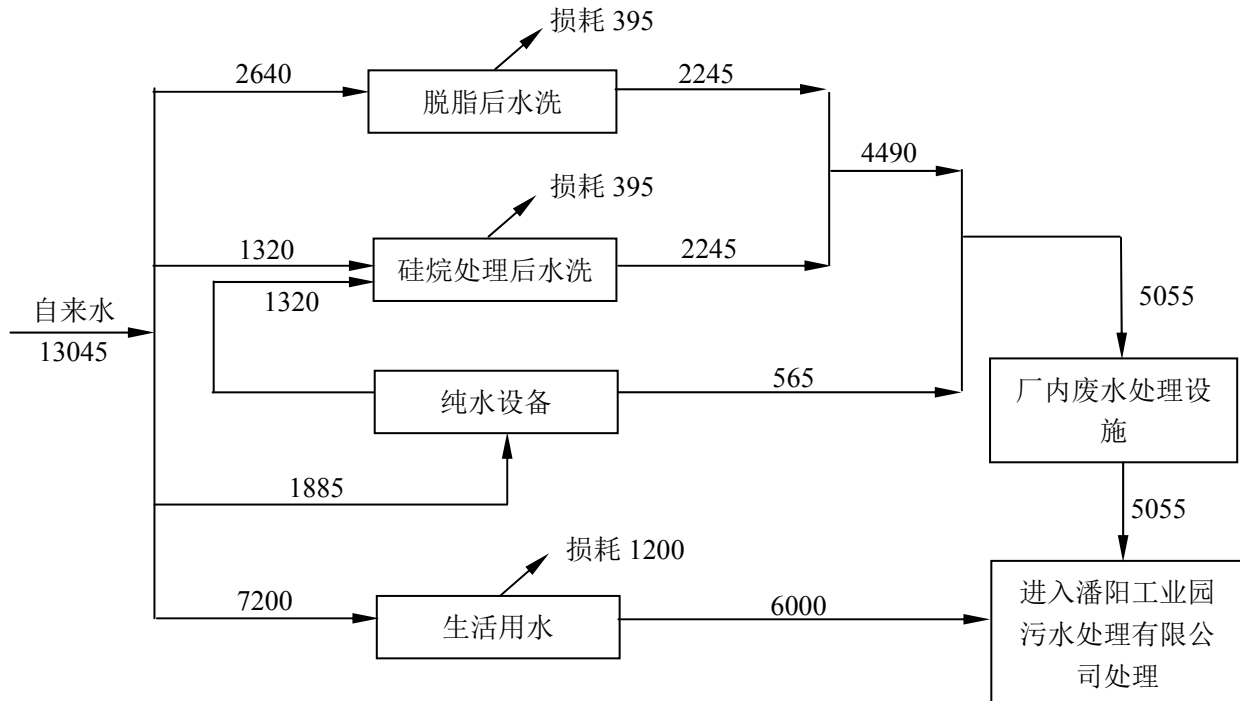 损耗 395
2640
脱脂后水洗
2245
4490
损耗 395
1320
硅烷处理后水洗
2245
1320
自来水
13045
5055
纯水设备
565
厂内废水处理设
施
1885
5055
损耗 1200
7200
生活用水
6000
进入潘阳工业园
污水处理有限公
司处理